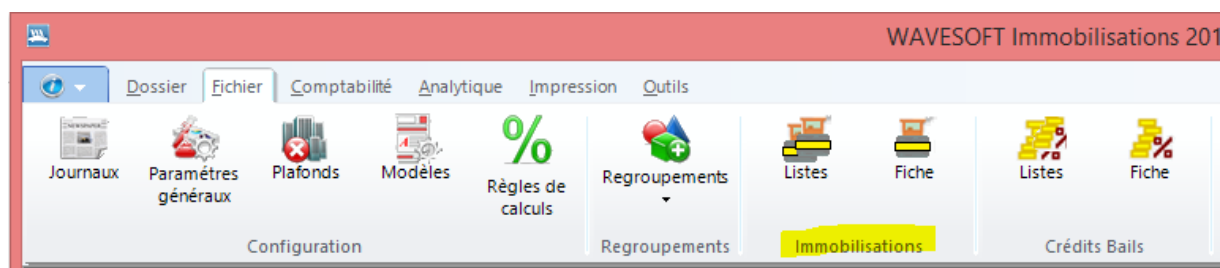 WAVESOFT Immobilisations 201
Dossier Fichier Comptabilité Analytique Impression Outils
Journaux Paramétres généraux Plafonds Modèles Règles de calculs Regroupements Listes Fiche Listes Fiche
Configuration Regroupements Immobilisations Crédits Bails